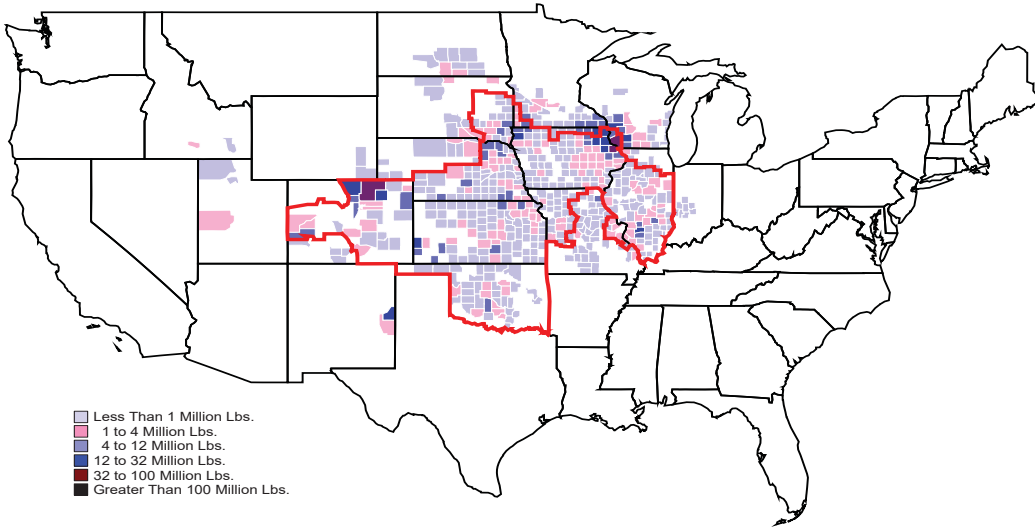 Less Than 1 Million Lbs.
1 to 4 Million Lbs.
4 to 12 Million Lbs.
12 to 32 Million Lbs.
32 to 100 Million Lbs.
Greater Than 100 Million Lbs.